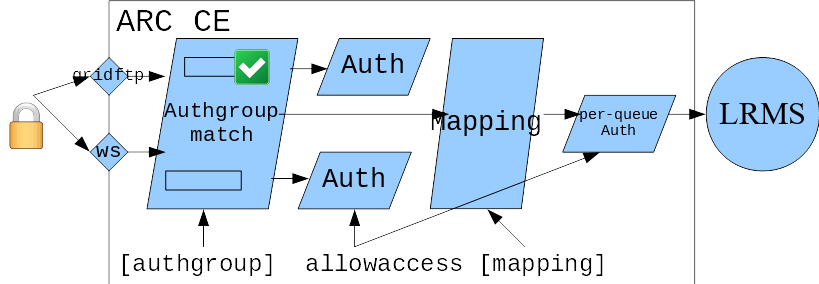 ARC CE
gridftp
Auth
Authgroup
match
Mapping
per-queue
Auth
LRMS
ws
Auth
[authgroup]
allowaccess
[mapping]